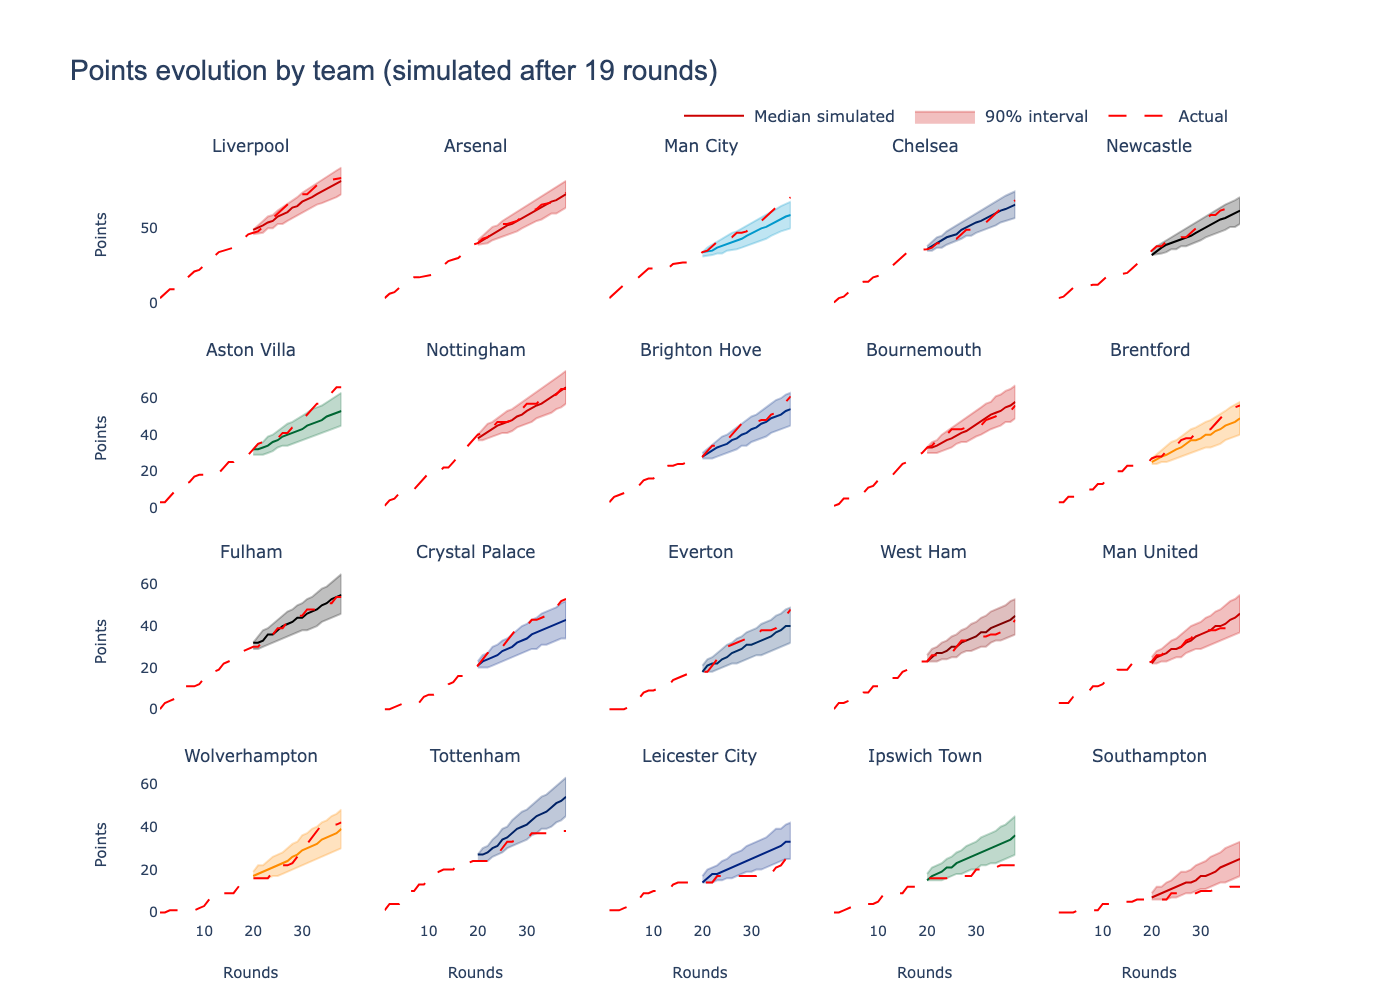 Points evolution by team (simulated after 19 rounds)
Median simulated 90% interval Actual
Liverpool Arsenal Man City Chelsea Newcastle
Points
50
0
Aston Villa Nottingham Brighton Hove Bournemouth Brentford
Points
60
40
20
0
Fulham Crystal Palace Everton West Ham Man United
Points
60
40
20
0
Wolverhampton Tottenham Leicester City Ipswich Town Southampton
Points
60
40
20
0
10 20 30 10 20 30 10 20 30 10 20 30 10 20 30
Rounds Rounds Rounds Rounds Rounds